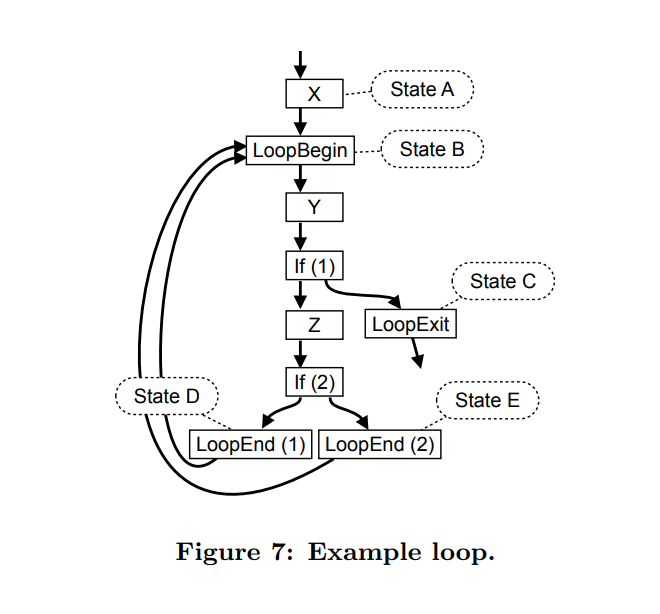 X
State A
LoopBegin
State B
Y
If (1)
State C
Z
LoopExit
If (2)
State D
State E
LoopEnd (1)
LoopEnd (2)
Figure 7: Example loop.